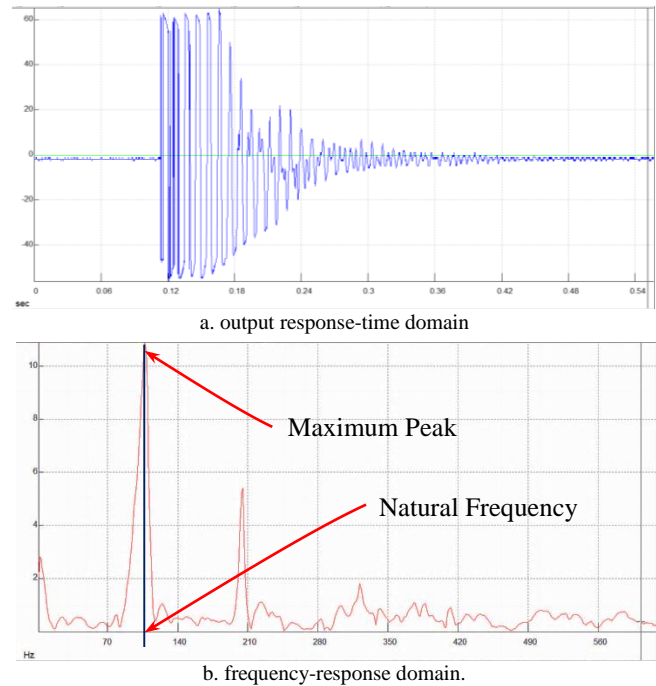 60
40
20
0
-20
-40
0 0.06 0.12 0.18 0.24 0.30 0.36 0.42 0.48 0.54
sec
a. output response-time domain
10
8
6
4
2
Maximum Peak
Natural Frequency
70 140 210 280 350 420 490 560
Hz
b. frequency-response domain.